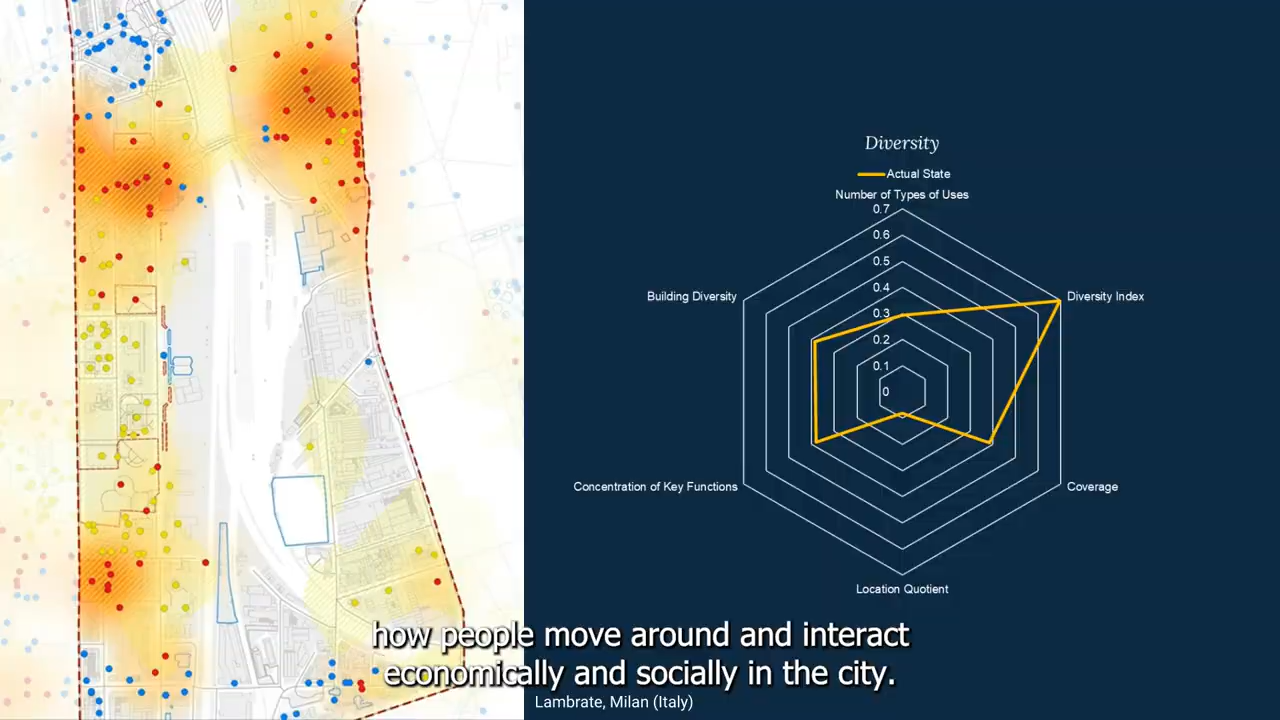 Diversity
Actual State
Number of Types of Uses
0.7
0.6
0.5
0.4
0.3
0.2
0.1
0
Building Diversity
Diversity Index
Concentration of Key Functions
Coverage
Location Quotient
how people move around and interact
economically and socially in the city.
Lambrate, Milan (Italy)